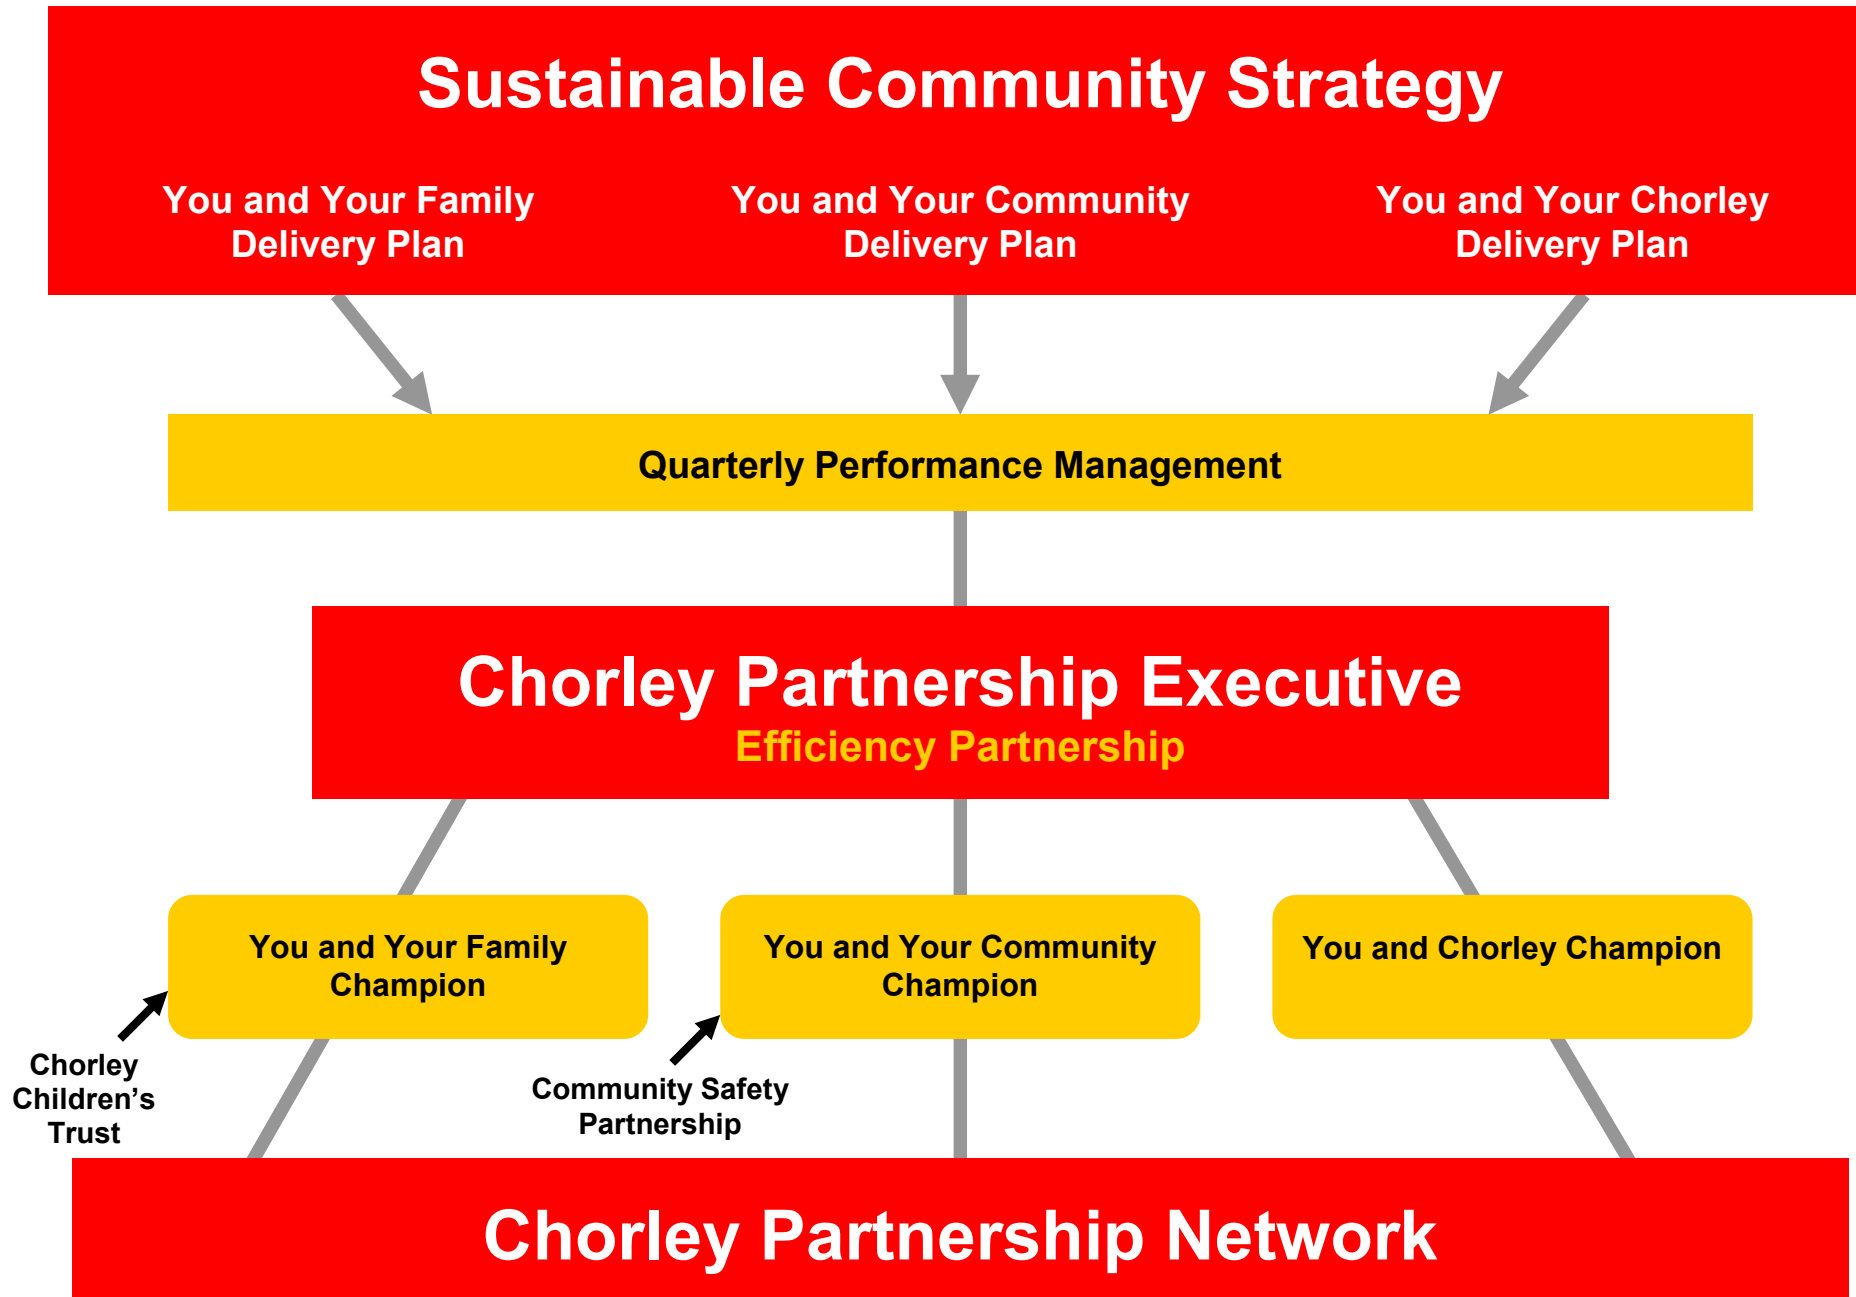 Sustainable Community Strategy
You and Your Family
Delivery Plan
You and Your Community
Delivery Plan
You and Your Chorley
Delivery Plan
Quarterly Performance Management
Chorley Partnership Executive
Efficiency Partnership
You and Your Family
Champion
You and Your Community
Champion
You and Chorley Champion
Chorley
Children’s
Trust
Community Safety
Partnership
Chorley Partnership Network